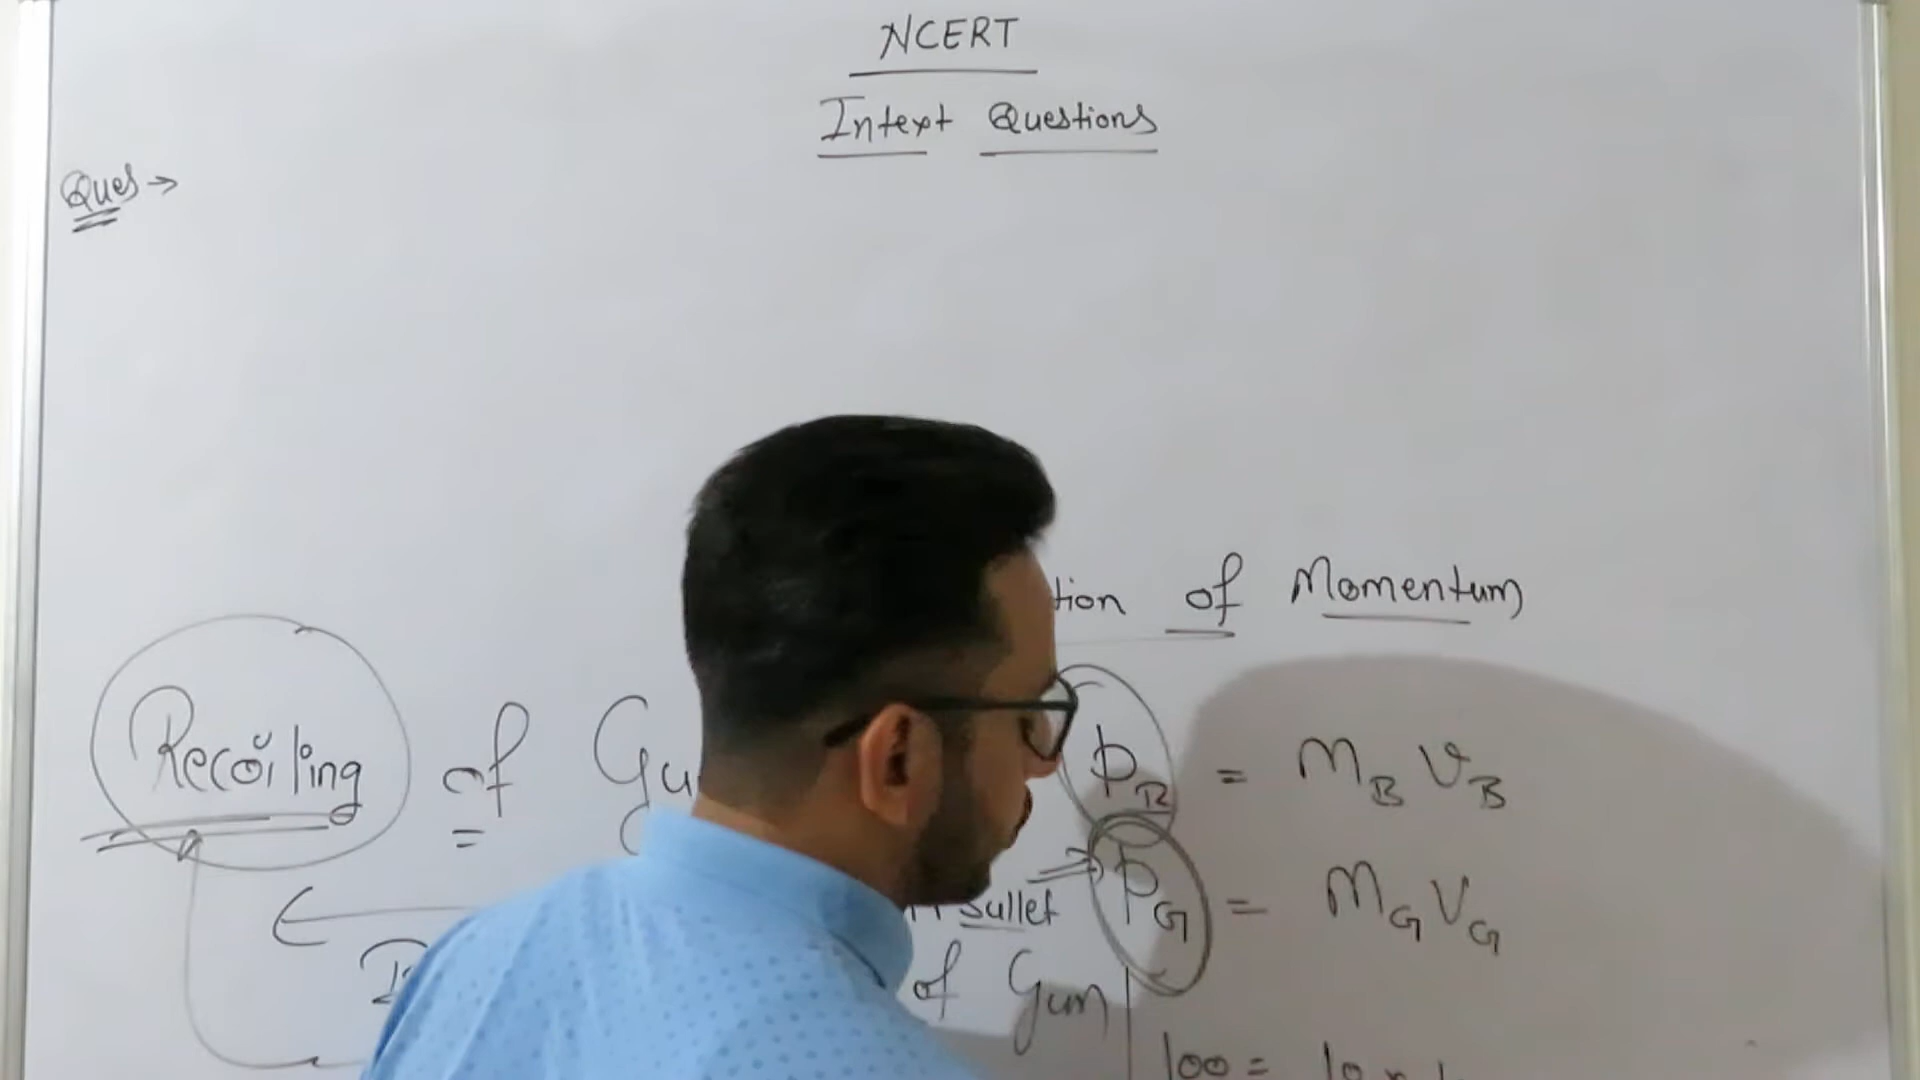 NCERT
Intext Questions
Ques →
tion of Momentum
Recoiling of Gu
p_B = m_B v_B
Bullet p_G = m_G v_G
of Gun
100 = 10 ×